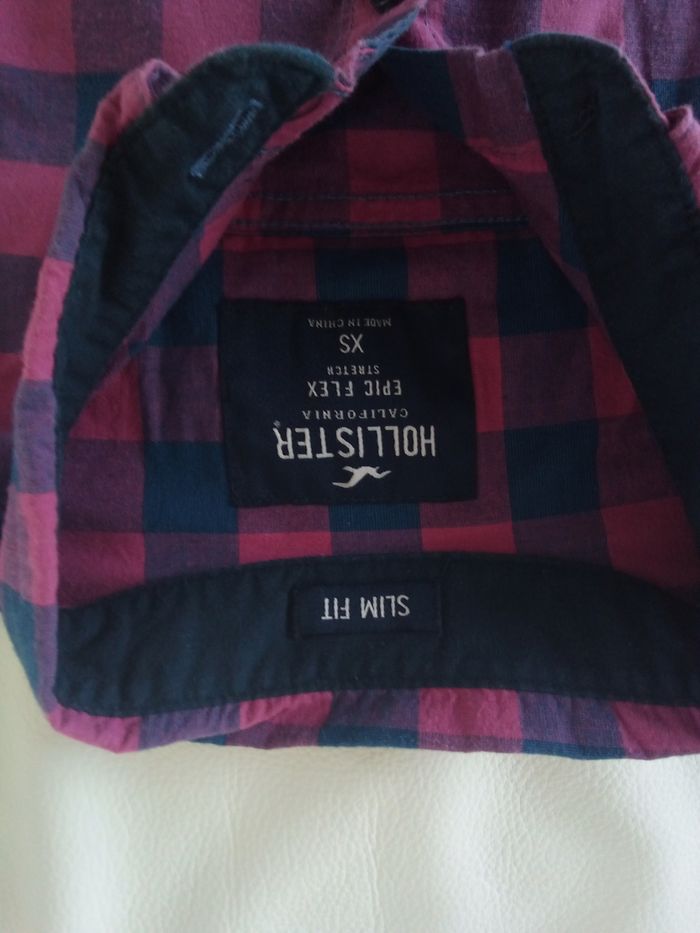 SLIM FIT
HOLLISTER®
CALIFORNIA
EPIC FLEX
STRETCH
XS
MADE IN CHINA